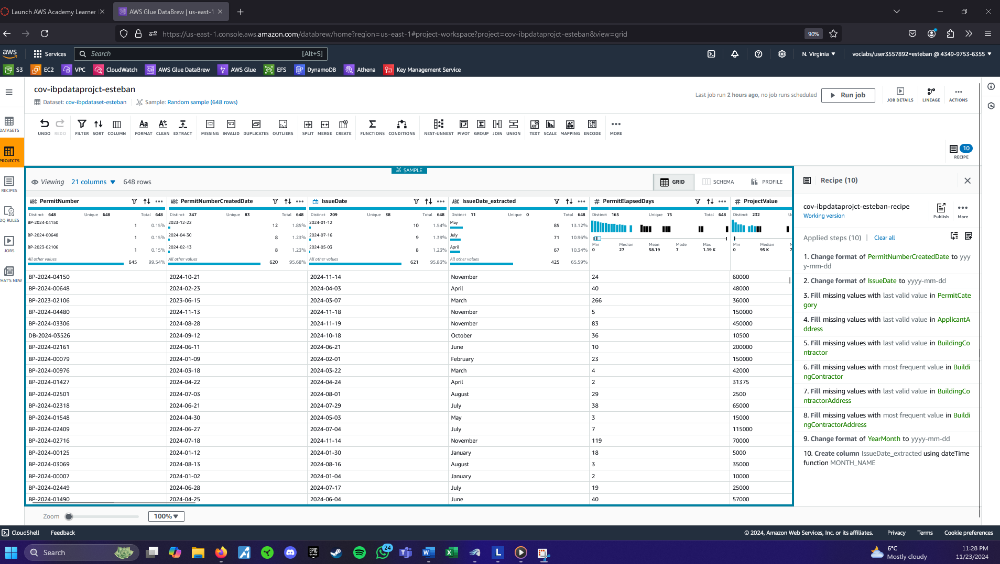 Launch AWS Academy Learner
AWS Glue DataBrew | us-east-1
https://us-east-1.console.aws.amazon.com/databrew/home?region=us-east-1#project-workspace?project=cov-ibpdataprojct-esteban&view=grid
90%
aws
Services
Search
[Alt+S]
N. Virginia
voclabs/user3557892=esteban @ 4349-9753-6355
S3
EC2
VPC
CloudWatch
AWS Glue DataBrew
AWS Glue
EFS
DynamoDB
Athena
Key Management Service
cov-ibpdataprojct-esteban
Dataset: cov-ibpdataset-esteban
Sample: Random sample (648 rows)
Last job run 2 hours ago, no job runs scheduled
Run job
JOB DETAILS
LINEAGE
ACTIONS
DATASETS
PROJECTS
RECIPES
DQ RULES
JOBS
WHAT'S NEW
UNDO REDO FILTER SORT COLUMN FORMAT CLEAN EXTRACT MISSING INVALID DUPLICATES OUTLIERS SPLIT MERGE CREATE FUNCTIONS CONDITIONS NEST-UNNEST PIVOT GROUP JOIN UNION TEXT SCALE MAPPING ENCODE MORE
10
RECIPE
SAMPLE
Viewing 21 columns 648 rows
GRID SCHEMA PROFILE
ABC PermitNumber ABC PermitNumberCreatedDate IssueDate ABC IssueDate_extracted # PermitElapsedDays # ProjectValue
Distinct 648 Unique 648 Total 648 Distinct 247 Unique 83 Total 648 Distinct 209 Unique 38 Total 648 Distinct 11 Unique 0 Total 648 Distinct 165 Unique 75 Total 648 Distinct 232
BP-2024-04150 1 0.15% 2023-12-22 12 1.85% 2024-01-12 10 1.54% May 85 13.12%
BP-2024-00648 1 0.15% 2024-04-30 8 1.23% 2024-07-16 9 1.39% July 71 10.96%
BP-2023-02106 1 0.15% 2024-02-13 8 1.23% 2024-05-03 8 1.23% April 67 10.34%
All other values 645 99.54% All other values 620 95.68% All other values 621 95.83% All other values 425 65.59%
Min Median Mean Mode Max Min Median
0 27 58.19 7 1.19 K 0 95 K
BP-2024-04150 2024-10-21 2024-11-14 November 24 60000
BP-2024-00648 2024-02-23 2024-04-03 April 40 48000
BP-2023-02106 2023-06-15 2024-03-07 March 266 36000
BP-2024-04480 2024-11-13 2024-11-18 November 5 150000
BP-2024-03306 2024-08-28 2024-11-19 November 83 450000
DB-2024-03526 2024-09-12 2024-10-18 October 36 10500
BP-2024-02161 2024-06-11 2024-06-21 June 10 200000
BP-2024-00079 2024-01-09 2024-02-01 February 23 150000
BP-2024-00976 2024-03-18 2024-03-22 March 4 42000
BP-2024-01427 2024-04-22 2024-04-24 April 2 31375
BP-2024-02501 2024-07-03 2024-08-01 August 29 2500
BP-2024-02318 2024-06-21 2024-07-29 July 38 65000
BP-2024-01548 2024-04-30 2024-05-03 May 3 15000
BP-2024-02409 2024-06-27 2024-07-04 July 7 115000
BP-2024-02716 2024-07-18 2024-11-14 November 119 70000
BP-2024-00125 2024-01-12 2024-01-30 January 18 5000
BP-2024-03069 2024-08-13 2024-08-16 August 3 35000
BP-2024-00007 2024-01-02 2024-01-04 January 2 10000
BP-2024-02449 2024-06-28 2024-07-17 July 19 25000
BP-2024-01490 2024-04-25 2024-06-04 June 40 57000
Zoom
100%
Recipe (10)
cov-ibpdataprojct-esteban-recipe
Working version
Publish
More
Applied steps (10) | Clear all
1. Change format of PermitNumberCreatedDate to yyy
y-mm-dd
2. Change format of IssueDate to yyyy-mm-dd
3. Fill missing values with last valid value in PermitCate
gory
4. Fill missing values with last valid value in ApplicantA
ddress
5. Fill missing values with last valid value in BuildingCo
ntractor
6. Fill missing values with most frequent value in Buildi
ngContractor
7. Fill missing values with last valid value in BuildingCo
ntractorAddress
8. Fill missing values with most frequent value in Buildi
ngContractorAddress
9. Change format of YearMonth to yyyy-mm-dd
10. Create column IssueDate_extracted using dateTime
function MONTH_NAME
CloudShell
Feedback
© 2024, Amazon Web Services, Inc. or its affiliates.
Privacy
Terms
Cookie preferences
Search
EPIC GAMES
24
6°C
Mostly cloudy
11:28 PM
11/23/2024